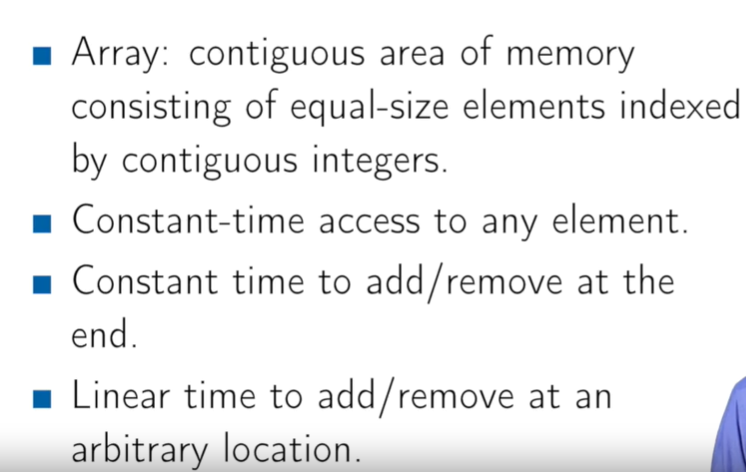 Array: contiguous area of memory
consisting of equal-size elements indexed
by contiguous integers.
Constant-time access to any element.
Constant time to add/remove at the
end.
Linear time to add/remove at an
arbitrary location.